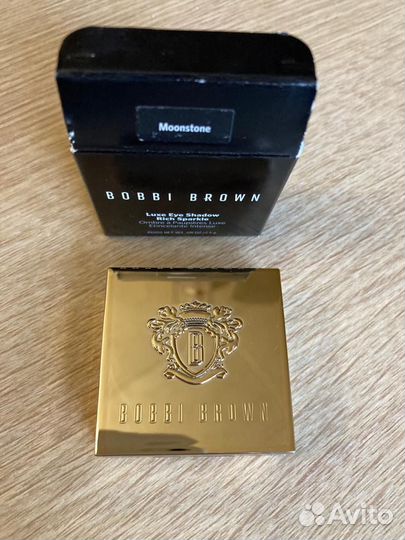 Moonstone
BOBBI BROWN
Luxe Eye Shadow
Rich Sparkle
Ombre à Paupières Luxe
Étincelante Intense
B
BOBBI BROWN
Avito